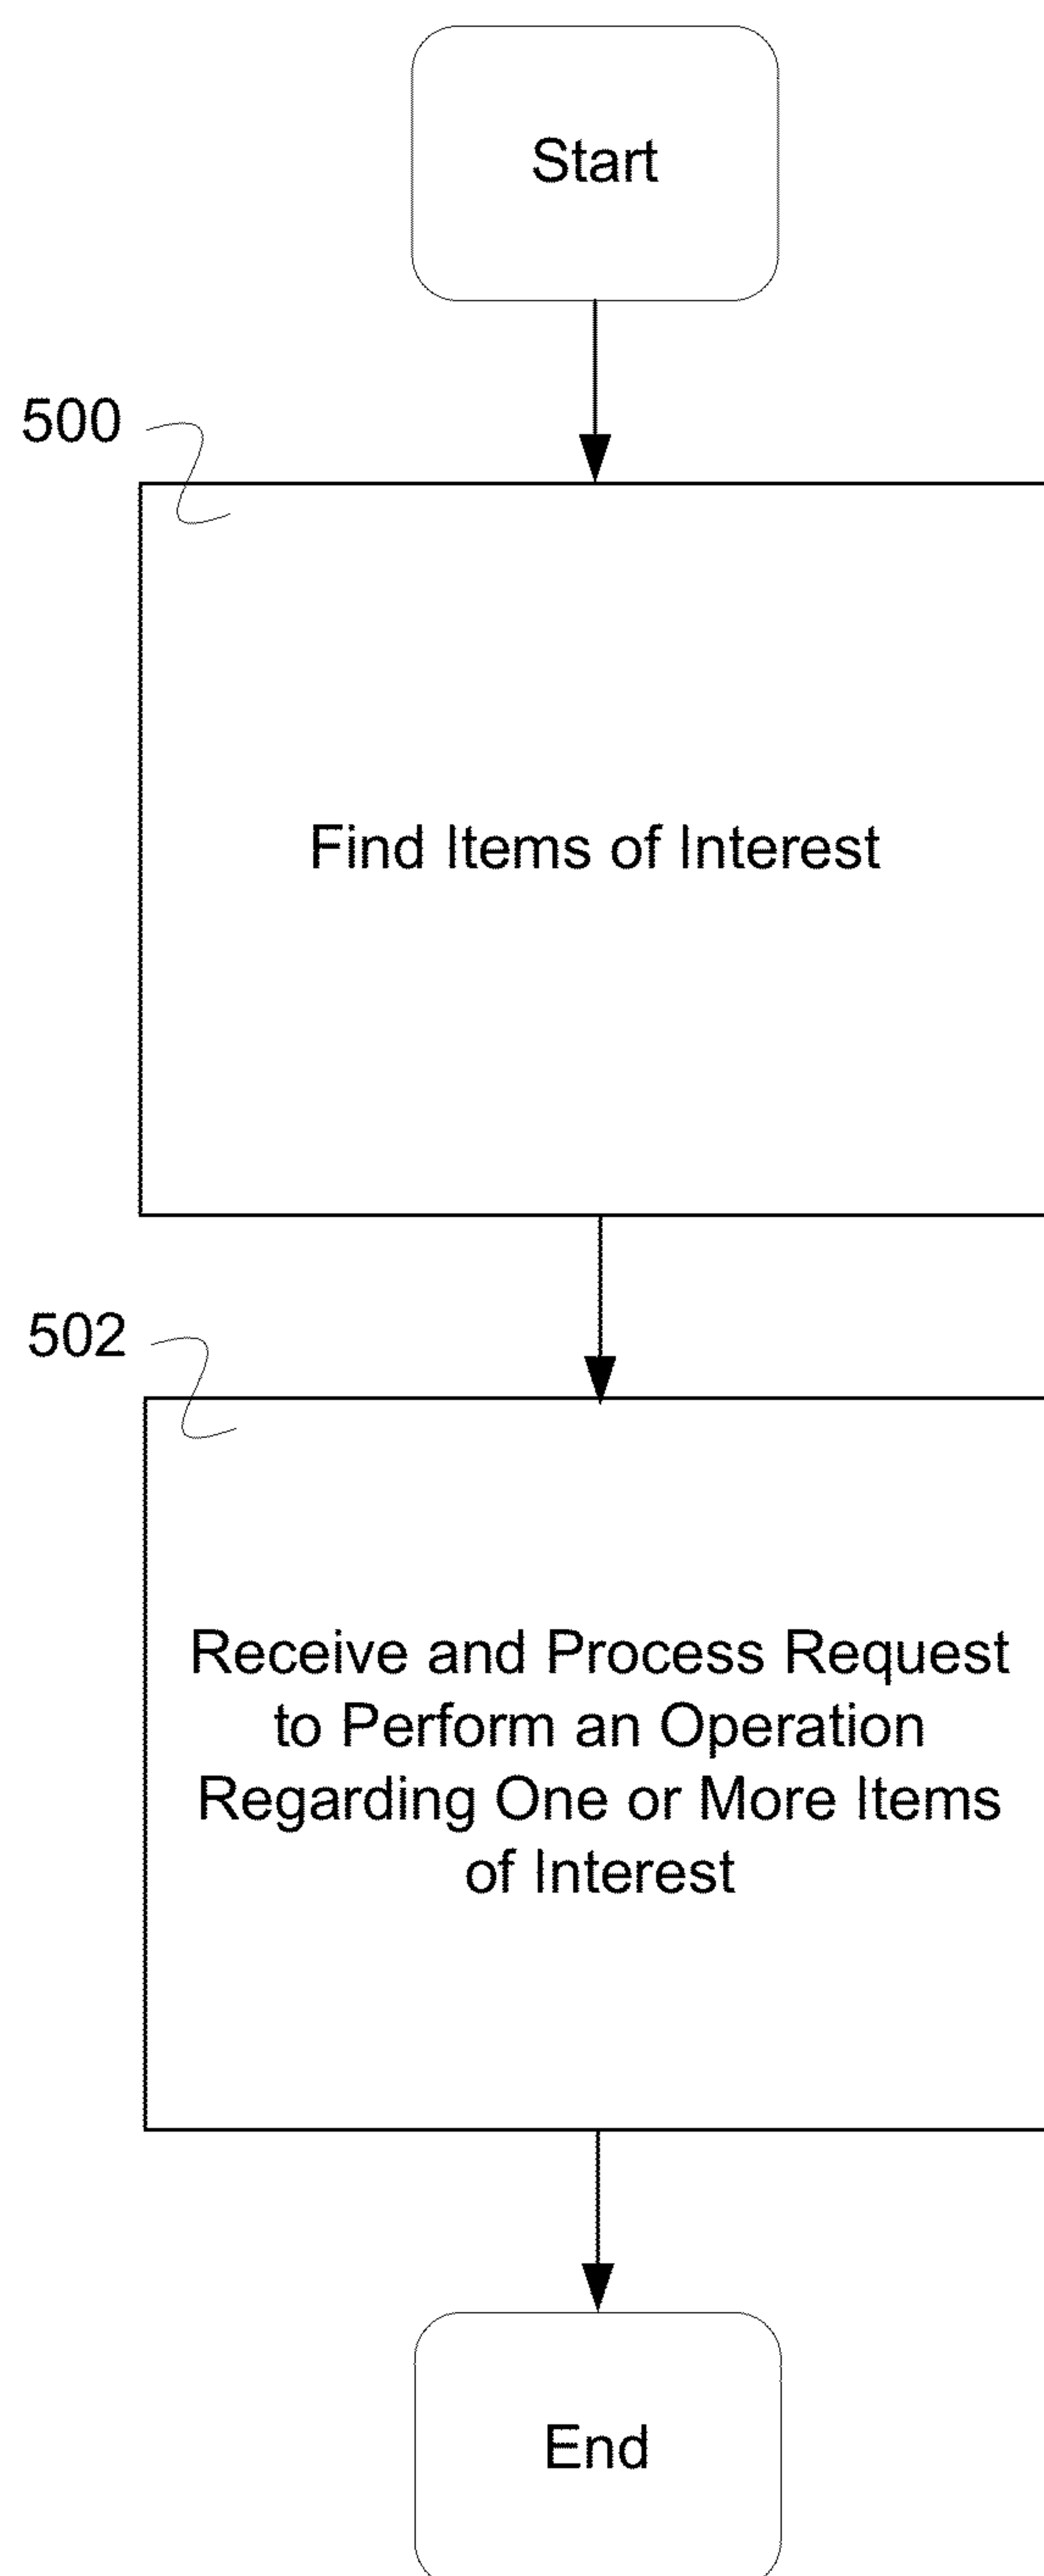 Start
500
Find Items of Interest
502
Receive and Process Request
to Perform an Operation
Regarding One or More Items
of Interest
End